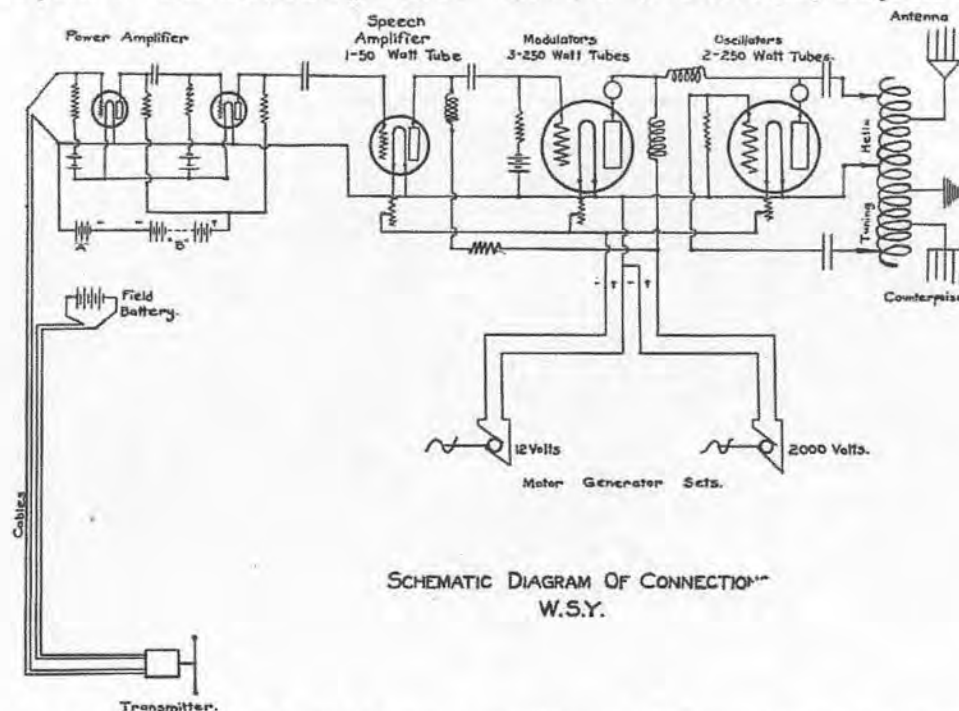 Power Amplifier
Speech
Amplifier
1-50 Watt Tube
Modulators
3-250 Watt Tubes
Oscillators
2-250 Watt Tubes.
Antenna
Tuning Helix
Counterpoise
A
- - + "B" - +
Field
Battery.
- + - +
12 Volts
2000 Volts.
Motor Generator Sets.
Cables
SCHEMATIC DIAGRAM OF CONNECTION
W.S.Y.
Transmitter.